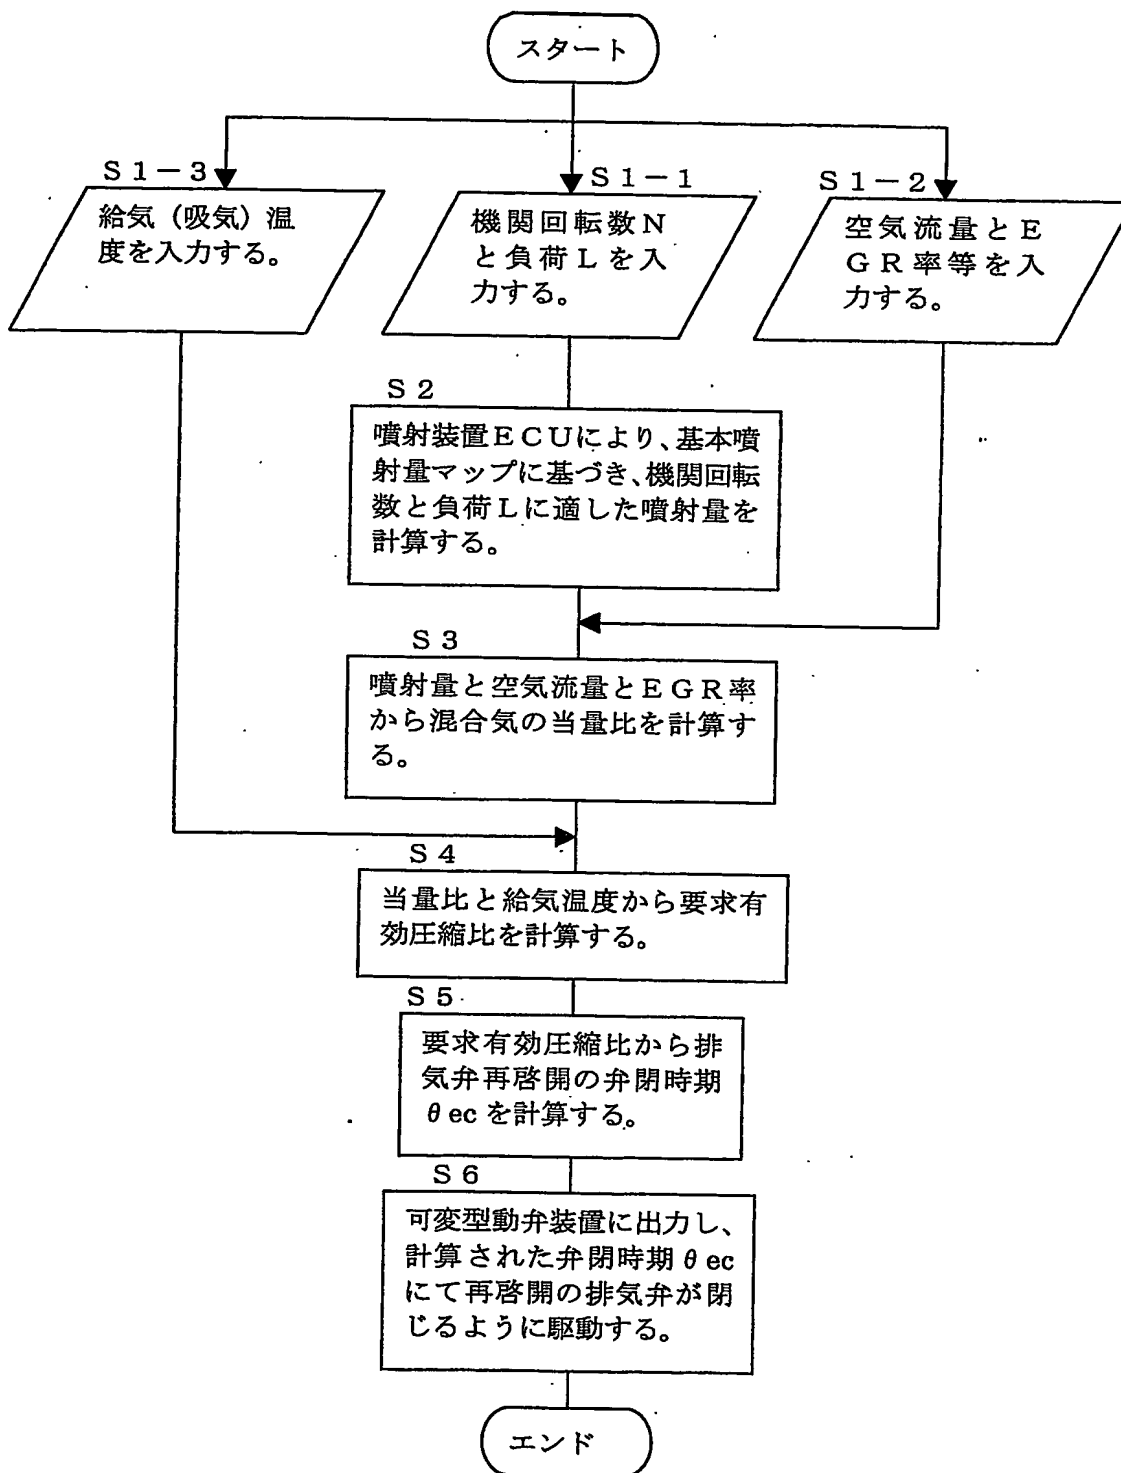 スタート
S1-3
給気（吸気）温
度を入力する。
S1-1
機関回転数N
と負荷Lを入
力する。
S1-2
空気流量とE
GR率等を入
力する。
S2
噴射装置ECUにより、基本噴
射量マップに基づき、機関回転
数と負荷Lに適した噴射量を
計算する。
S3
噴射量と空気流量とEGR率
から混合気の当量比を計算す
る。
S4
当量比と給気温度から要求有
効圧縮比を計算する。
S5
要求有効圧縮比から排
気弁再啓開の弁閉時期
θecを計算する。
S6
可変型動弁装置に出力し、
計算された弁閉時期θec
にて再啓開の排気弁が閉
じるように駆動する。
エンド